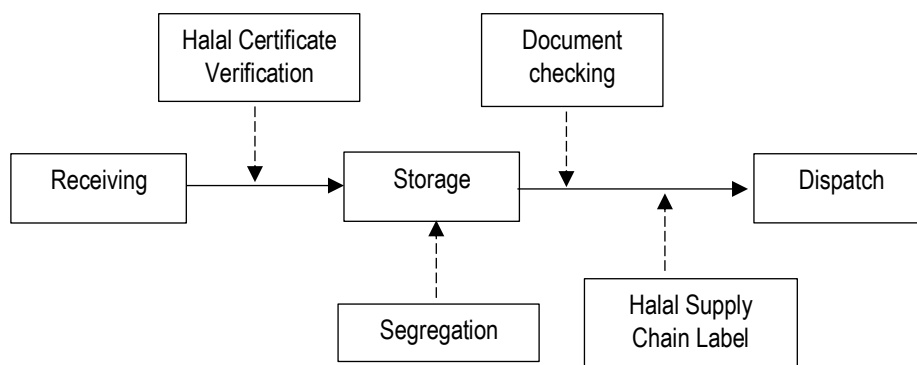 Halal Certificate
Verification
Document
checking
Receiving
Storage
Dispatch
Segregation
Halal Supply
Chain Label